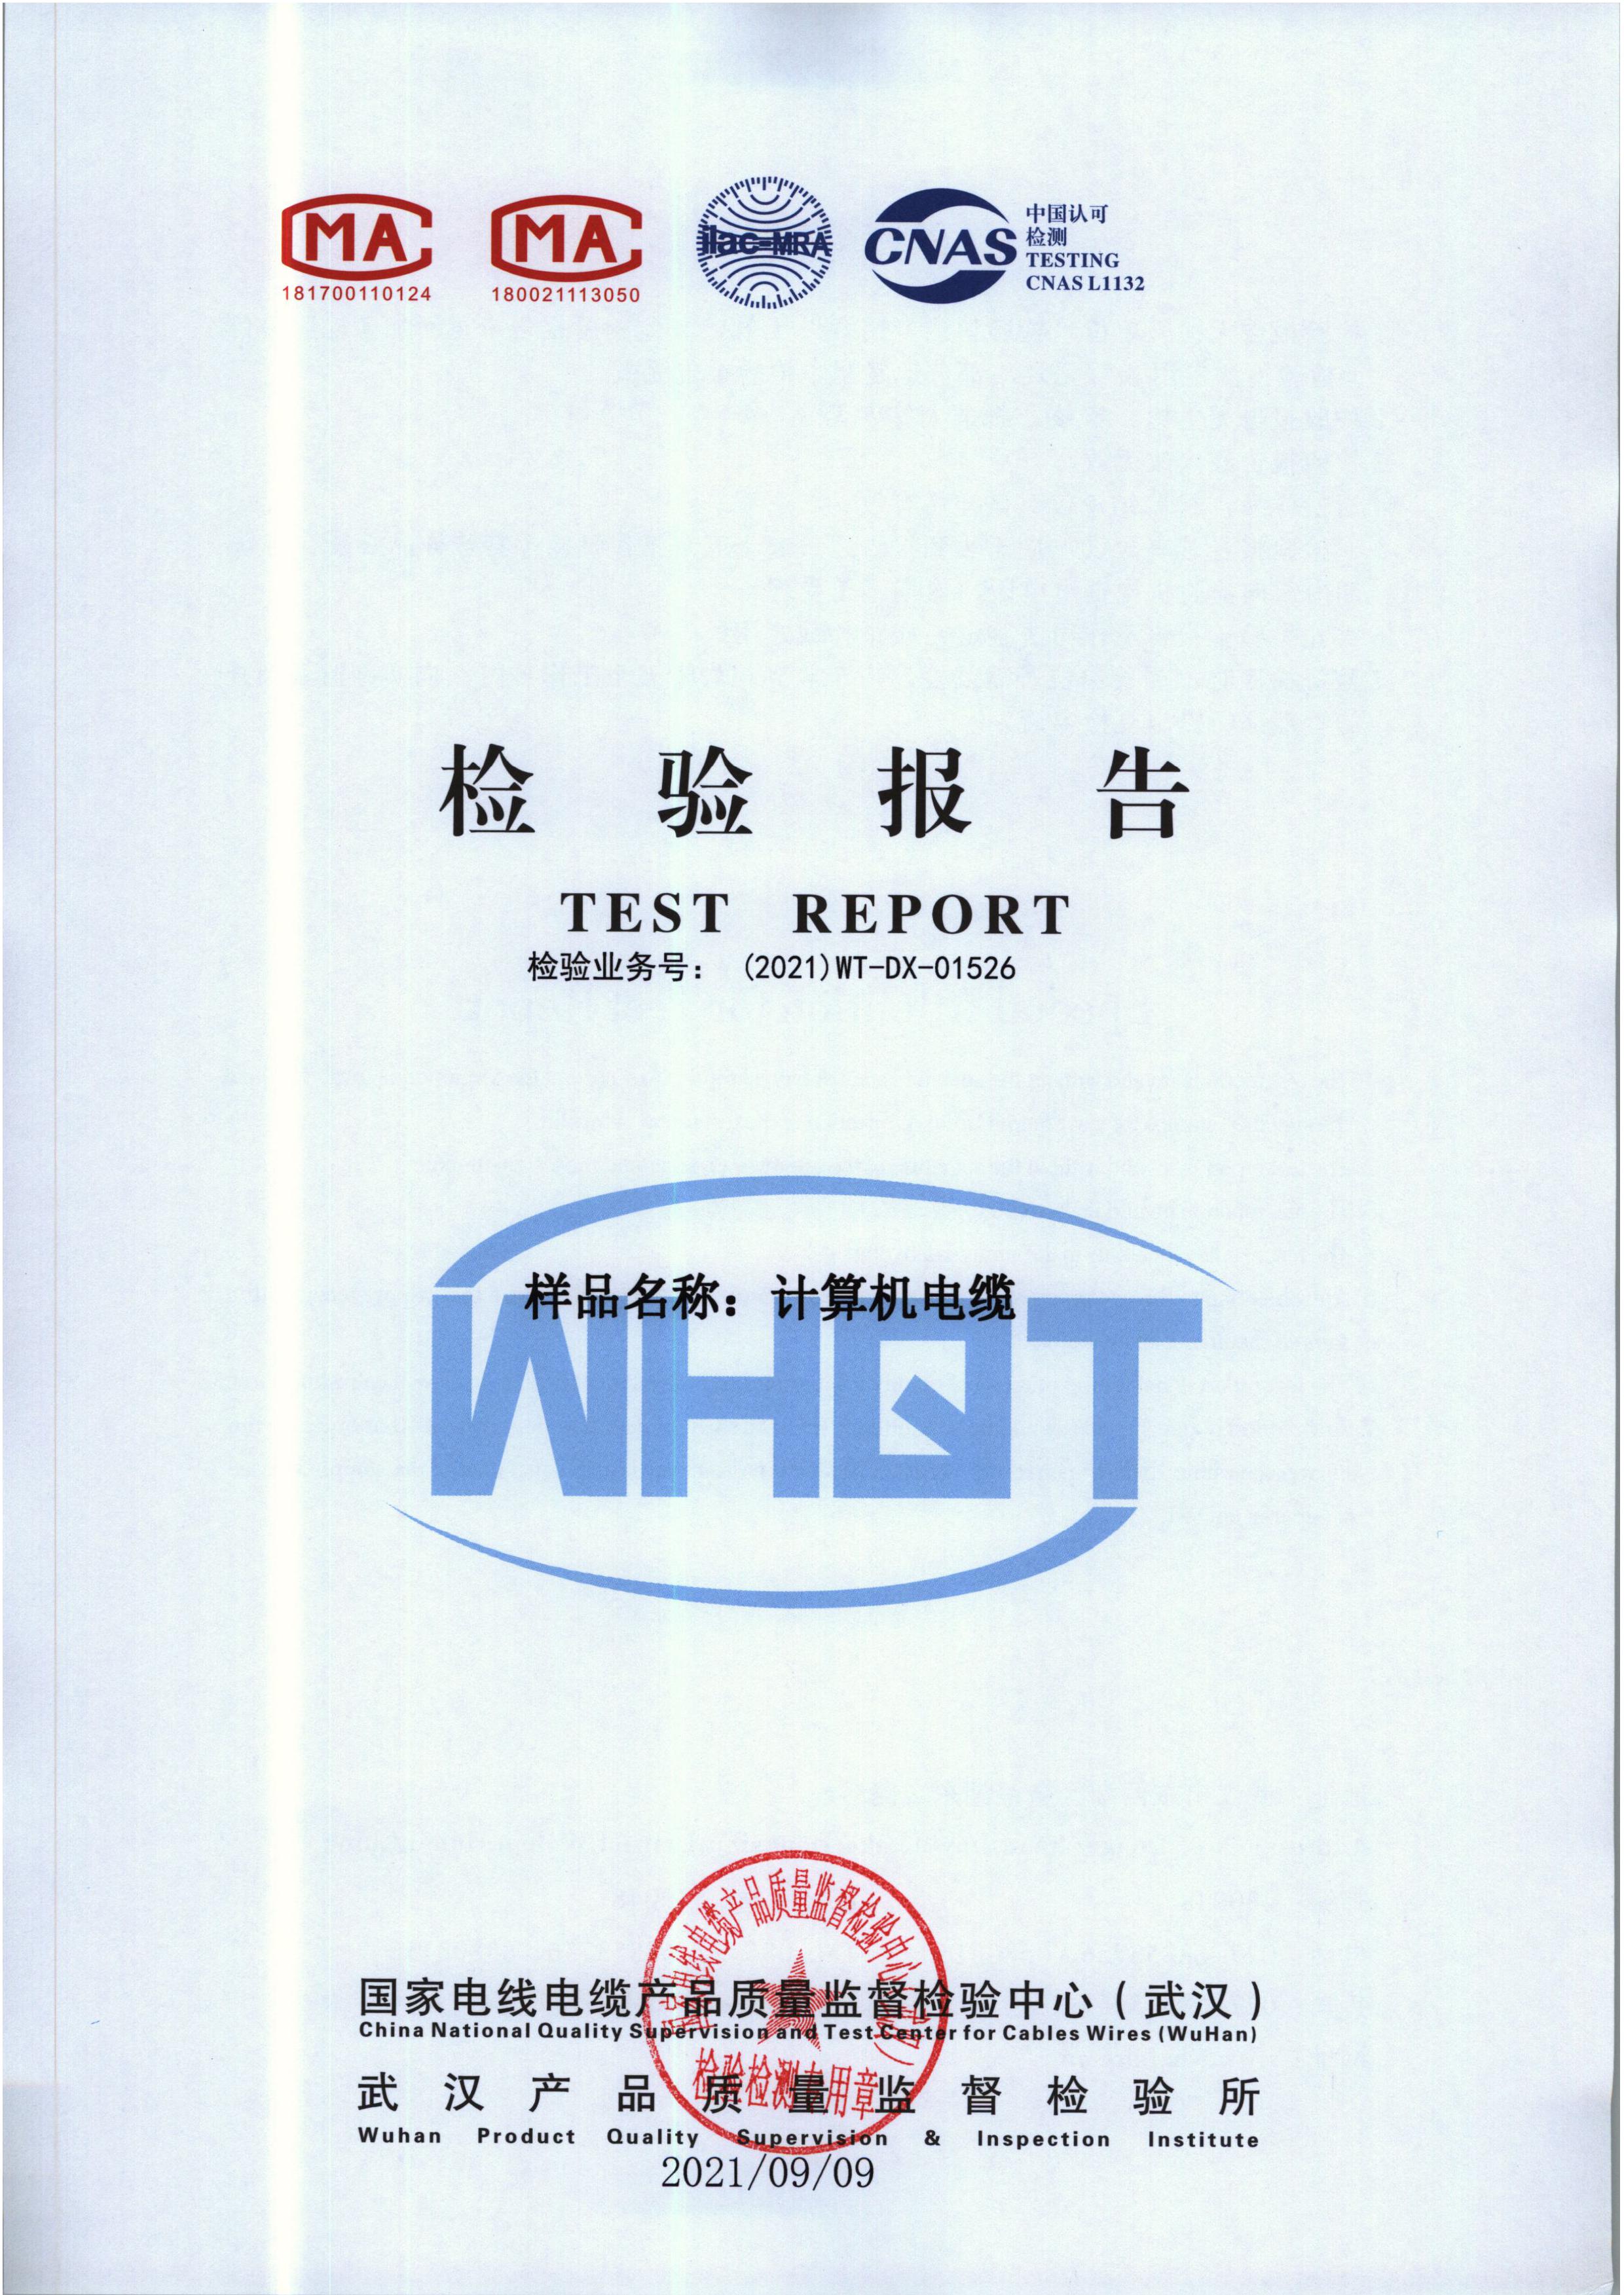 MA MA ilac-MRA CNAS 中国认可
检测
TESTING
CNAS L1132
181700110124 180021113050
检验报告
TEST REPORT
检验业务号： (2021)WT-DX-01526
样品名称：计算机电缆
WHQT
国家电线电缆产品质量监督检验中心（武汉）
China National Quality Supervision and Test Center for Cables Wires (WuHan)
武汉产品质量监督检验所
Wuhan Product Quality Supervision & Inspection Institute
2021/09/09
国家电线电缆产品质量监督检验中心(武汉)
检验检测专用章